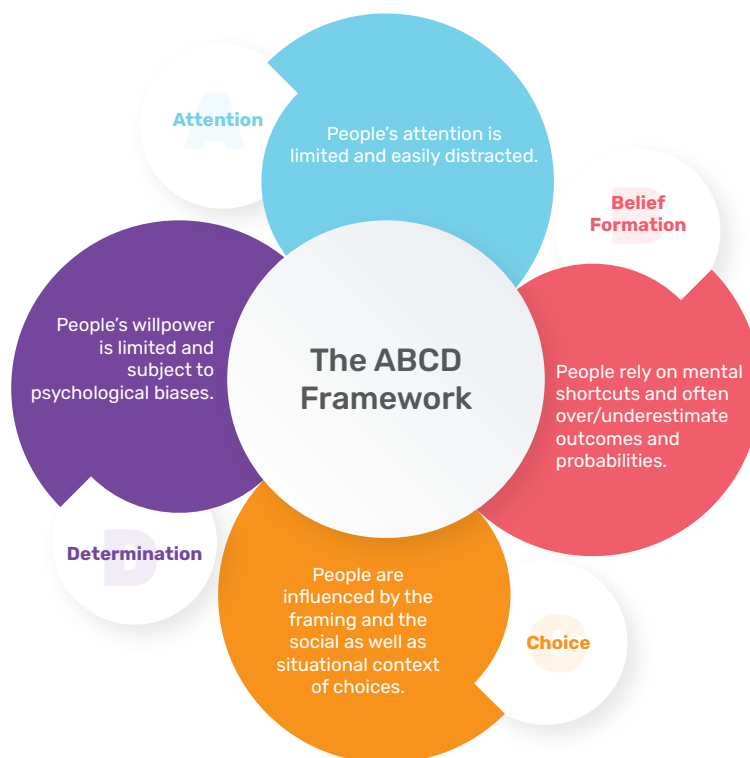 A
Attention
People's attention is
limited and easily distracted.
B
Belief
Formation
People rely on mental
shortcuts and often
over/underestimate
outcomes and
probabilities.
The ABCD
Framework
People's willpower
is limited and
subject to
psychological biases.
D
Determination
People are
influenced by the
framing and the
social as well as
situational context
of choices.
C
Choice